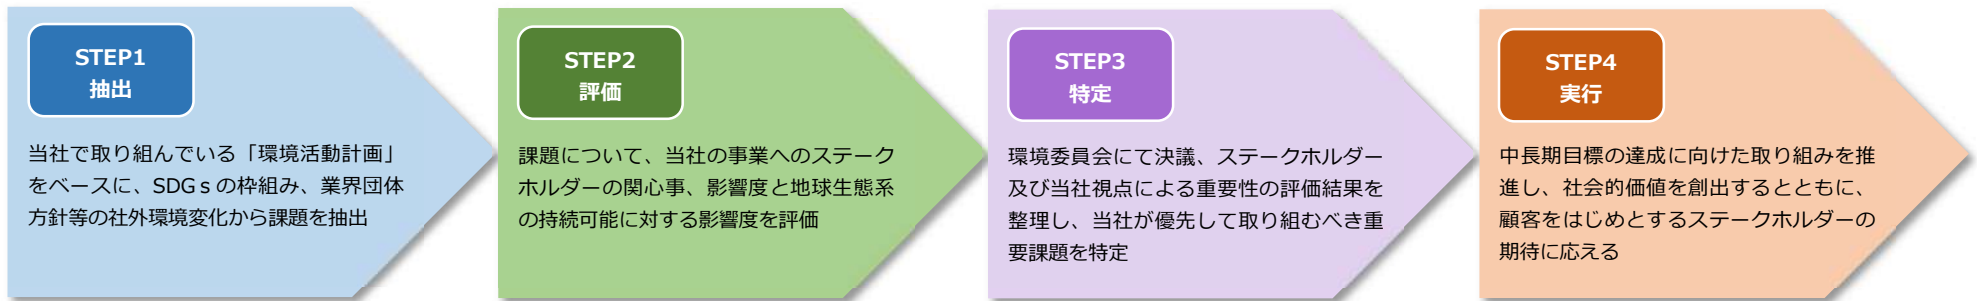 STEP1
抽出
当社で取り組んでいる「環境活動計画」
をベースに、SDGｓの枠組み、業界団体
方針等の社外環境変化から課題を抽出
STEP2
評価
課題について、当社の事業へのステーク
ホルダーの関心事、影響度と地球生態系
の持続可能に対する影響度を評価
STEP3
特定
環境委員会にて決議、ステークホルダー
及び当社視点による重要性の評価結果を
整理し、当社が優先して取り組むべき重
要課題を特定
STEP4
実行
中長期目標の達成に向けた取り組みを推
進し、社会的価値を創出するとともに、
顧客をはじめとするステークホルダーの
期待に応える